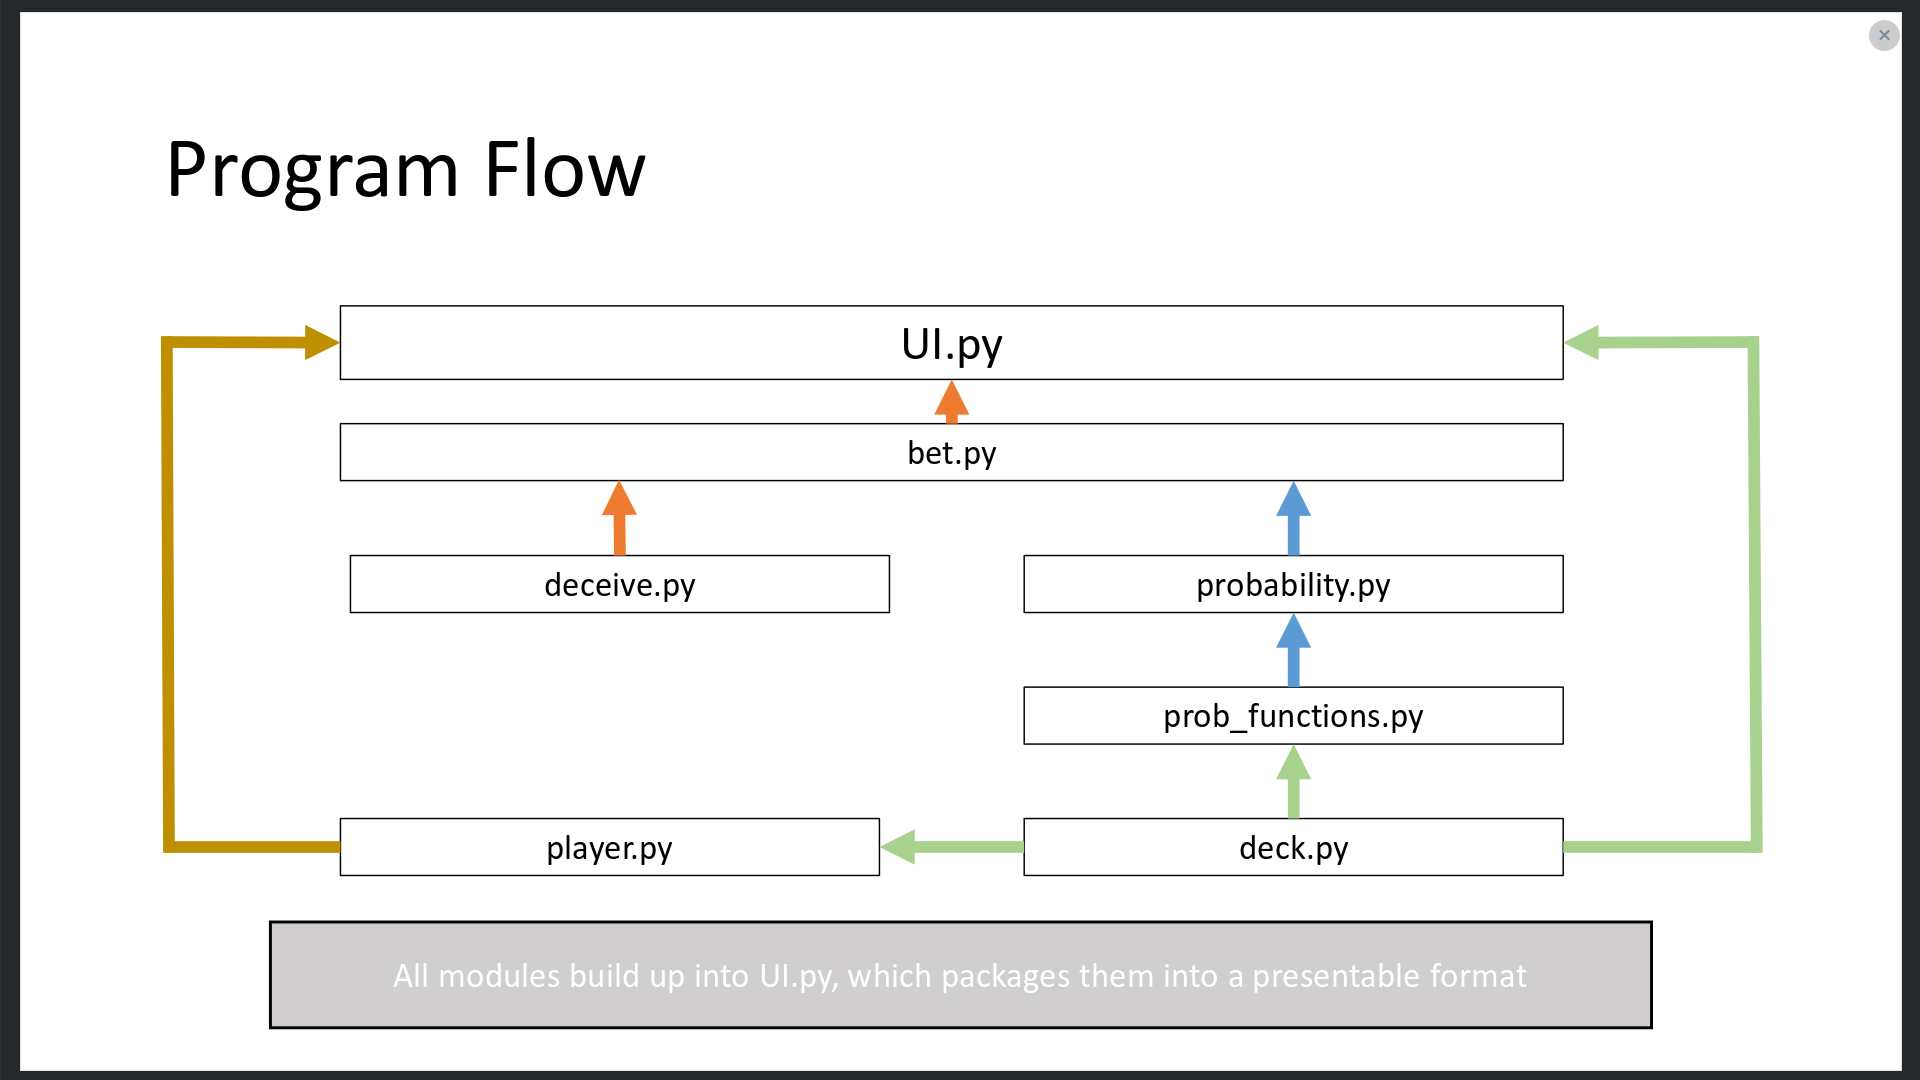 Program Flow
UI.py
bet.py
deceive.py
probability.py
prob_functions.py
player.py
deck.py
All modules build up into UI.py, which packages them into a presentable format